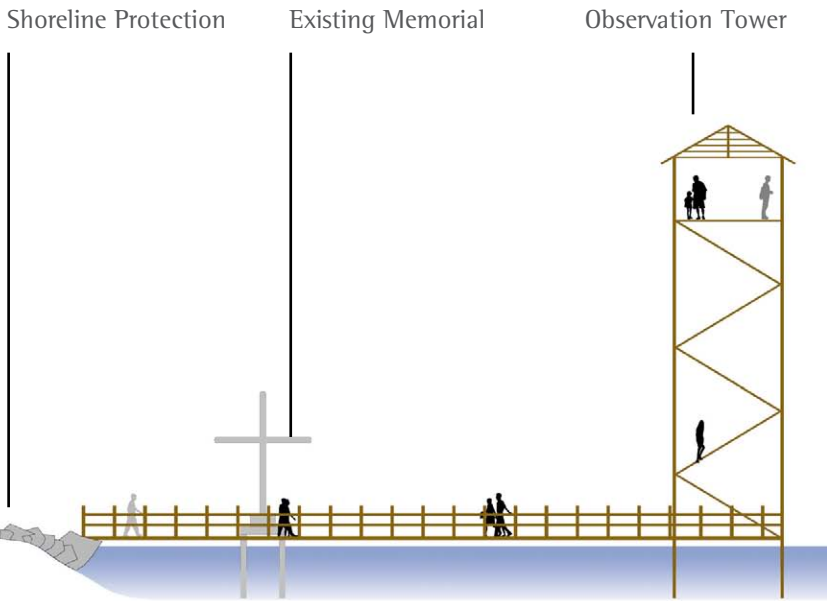 Shoreline Protection
Existing Memorial
Observation Tower